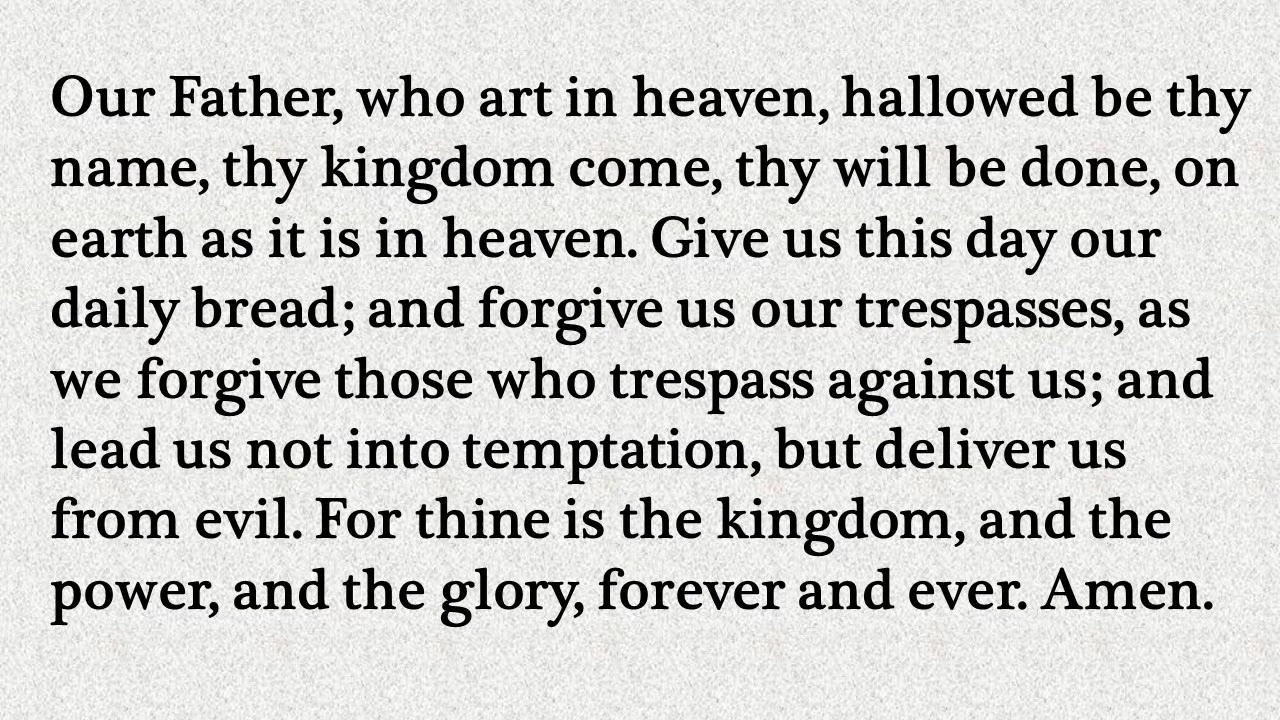 Our Father, who art in heaven, hallowed be thy
name, thy kingdom come, thy will be done, on
earth as it is in heaven. Give us this day our
daily bread; and forgive us our trespasses, as
we forgive those who trespass against us; and
lead us not into temptation, but deliver us
from evil. For thine is the kingdom, and the
power, and the glory, forever and ever. Amen.